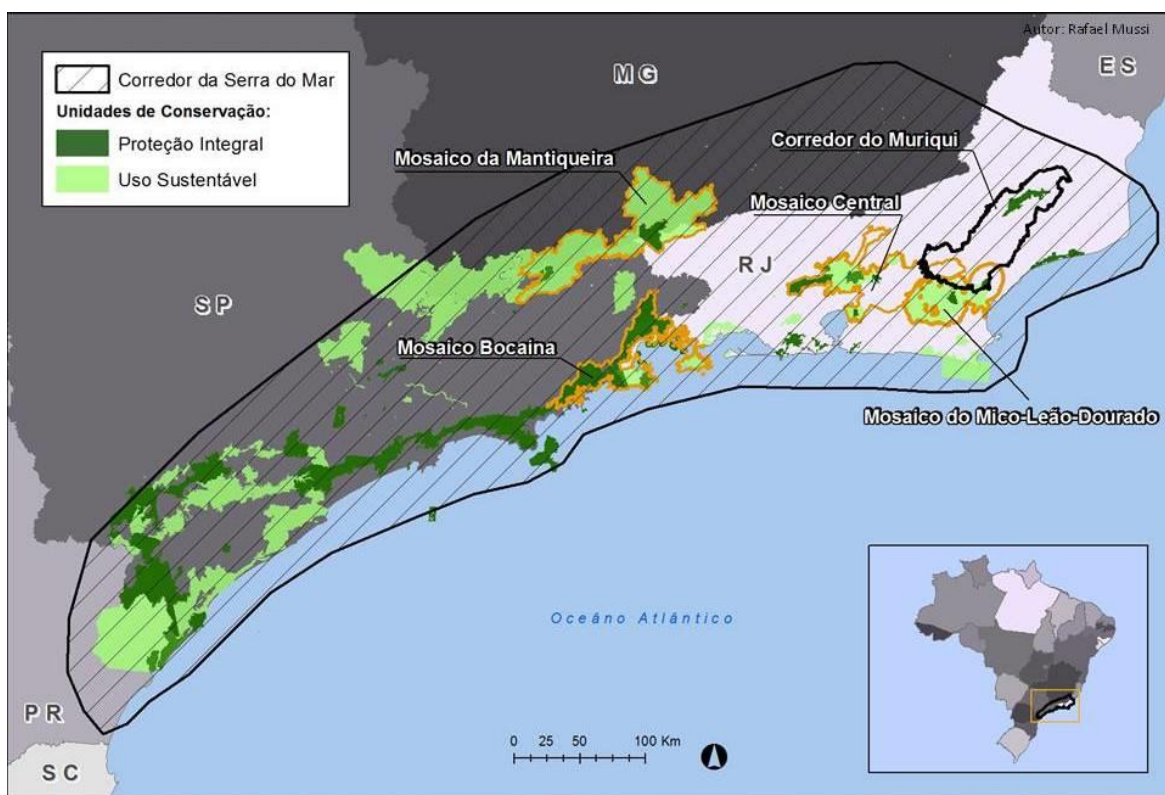 Autor: Rafael Mussi
Corredor da Serra do Mar
Unidades de Conservação:
Proteção Integral
Uso Sustentável
MG
ES
Mosaico da Mantiqueira
Corredor do Muriqui
Mosaico Central
RJ
SP
Mosaico Bocaina
Mosaico do Mico-Leão-Dourado
Oceáno Atlântico
PR
SC
0 25 50 100 Km